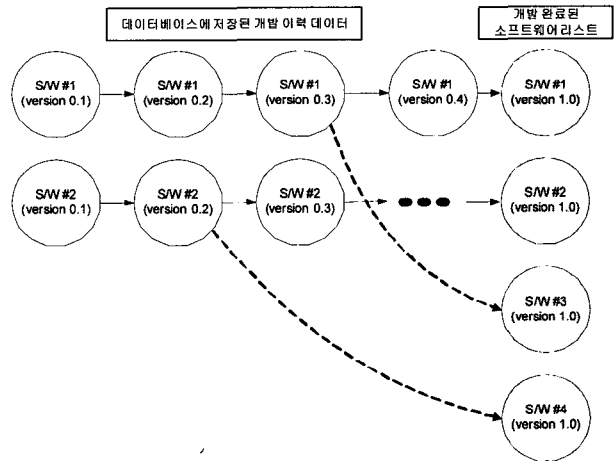 데이터베이스에 저장된 개발 이력 데이터
개발 완료된
소프트웨어리스트
S/W #1
(version 0.1)
S/W #1
(version 0.2)
S/W #1
(version 0.3)
S/W #1
(version 0.4)
S/W #1
(version 1.0)
S/W #2
(version 0.1)
S/W #2
(version 0.2)
S/W #2
(version 0.3)
S/W #2
(version 1.0)
S/W #3
(version 1.0)
S/W #4
(version 1.0)